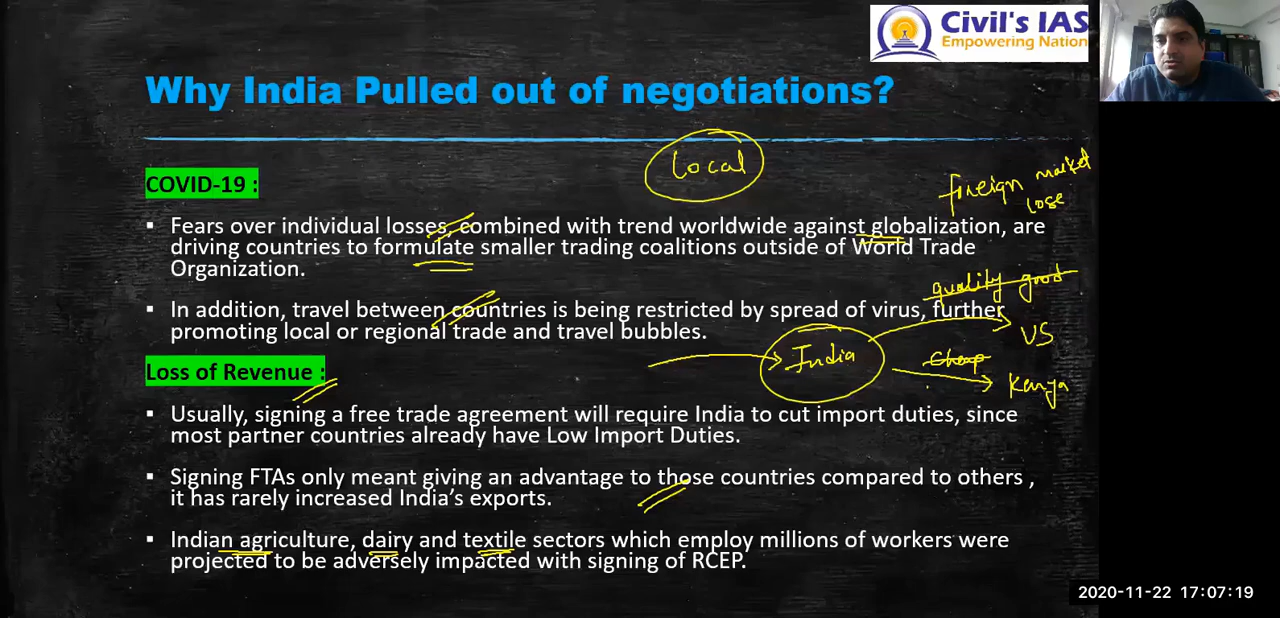 Civil's IAS
Empowering Nation
Why India Pulled out of negotiations?
Local
foreign market
lose
COVID-19 :
▪ Fears over individual losses, combined with trend worldwide against globalization, are
driving countries to formulate smaller trading coalitions outside of World Trade
Organization.
quality good
▪ In addition, travel between countries is being restricted by spread of virus, further
promoting local or regional trade and travel bubbles.
US
India
Cheap
Kenya
Loss of Revenue :
▪ Usually, signing a free trade agreement will require India to cut import duties, since
most partner countries already have Low Import Duties.
▪ Signing FTAs only meant giving an advantage to those countries compared to others ,
it has rarely increased India's exports.
▪ Indian agriculture, dairy and textile sectors which employ millions of workers were
projected to be adversely impacted with signing of RCEP.
2020-11-22 17:07:19